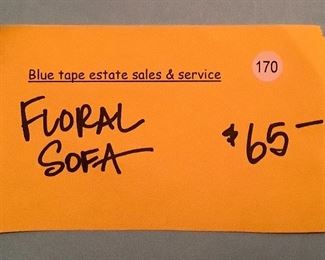 Blue tape estate sales & service 170
FLORAL
SOFA $65-